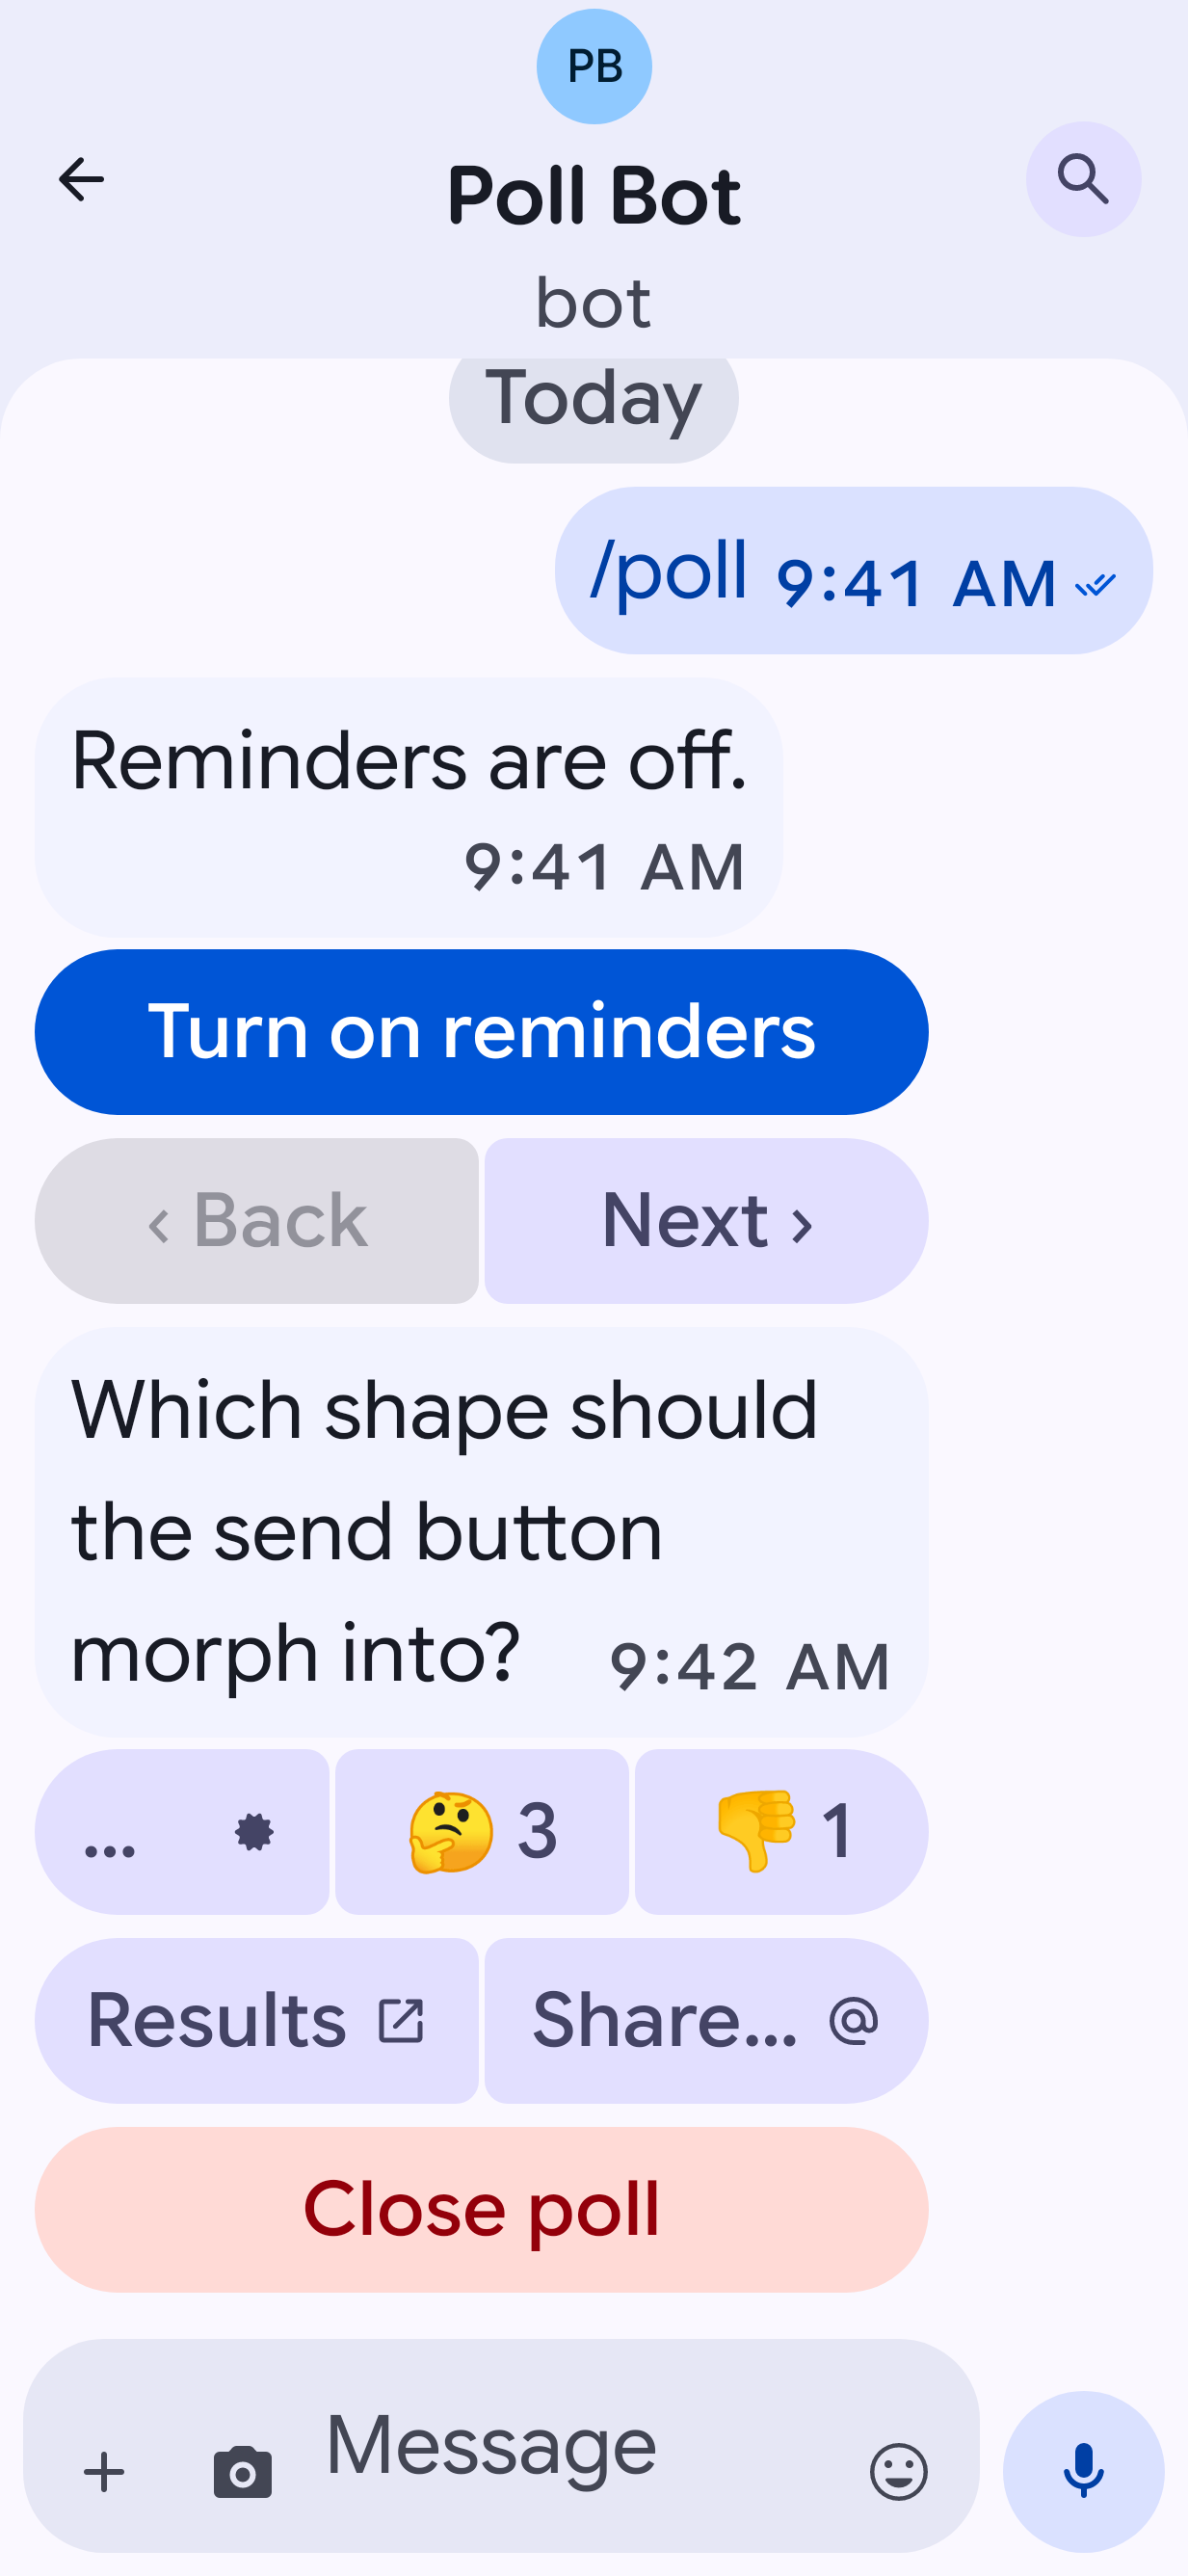 PB
Poll Bot
bot
Today
/poll 9:41 AM
Reminders are off.
9:41 AM
Turn on reminders
‹ Back
Next ›
Which shape should
the send button
morph into? 9:42 AM
...
🤔 3
👎 1
Results
Share...
Close poll
Message